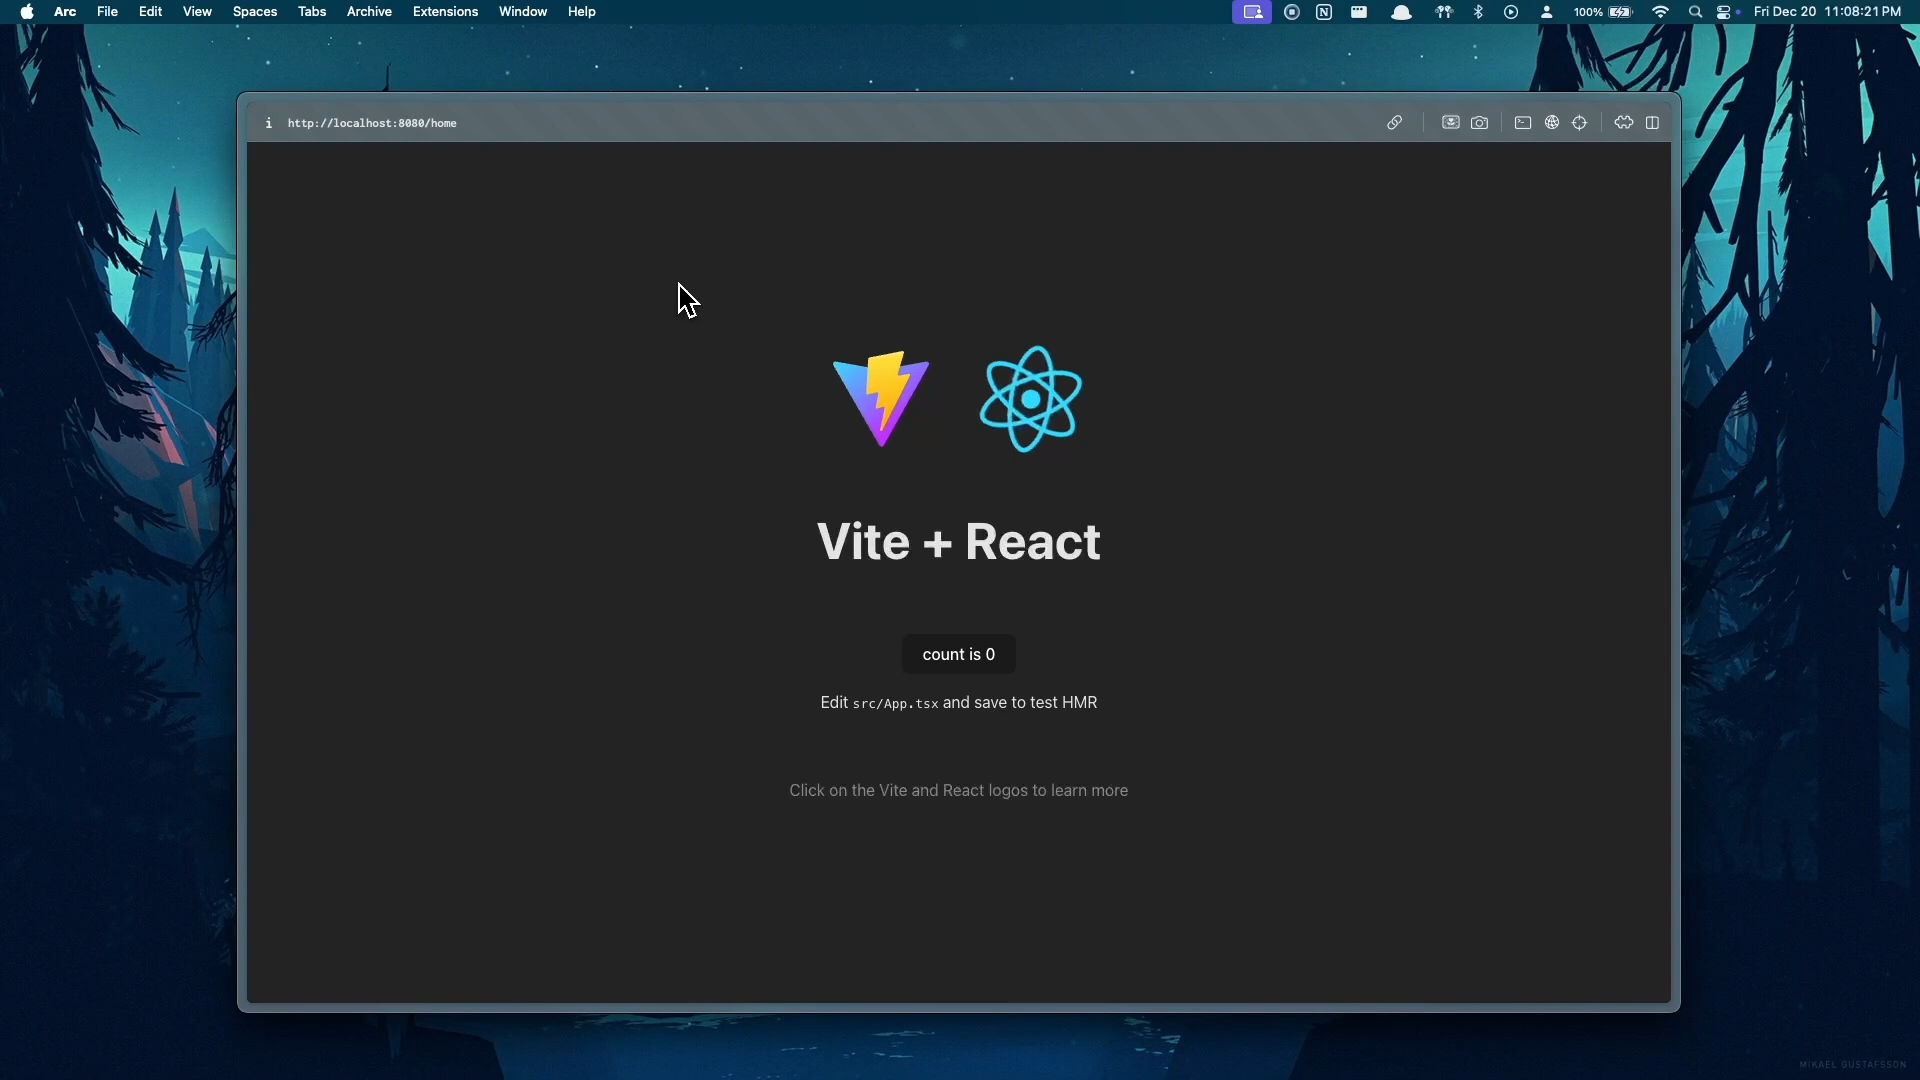 Arc File Edit View Spaces Tabs Archive Extensions Window Help 100% Fri Dec 20 11:08:21 PM
http://localhost:8080/home
Vite + React
count is 0
Edit src/App.tsx and save to test HMR
Click on the Vite and React logos to learn more
MIKAEL GUSTAFSSON